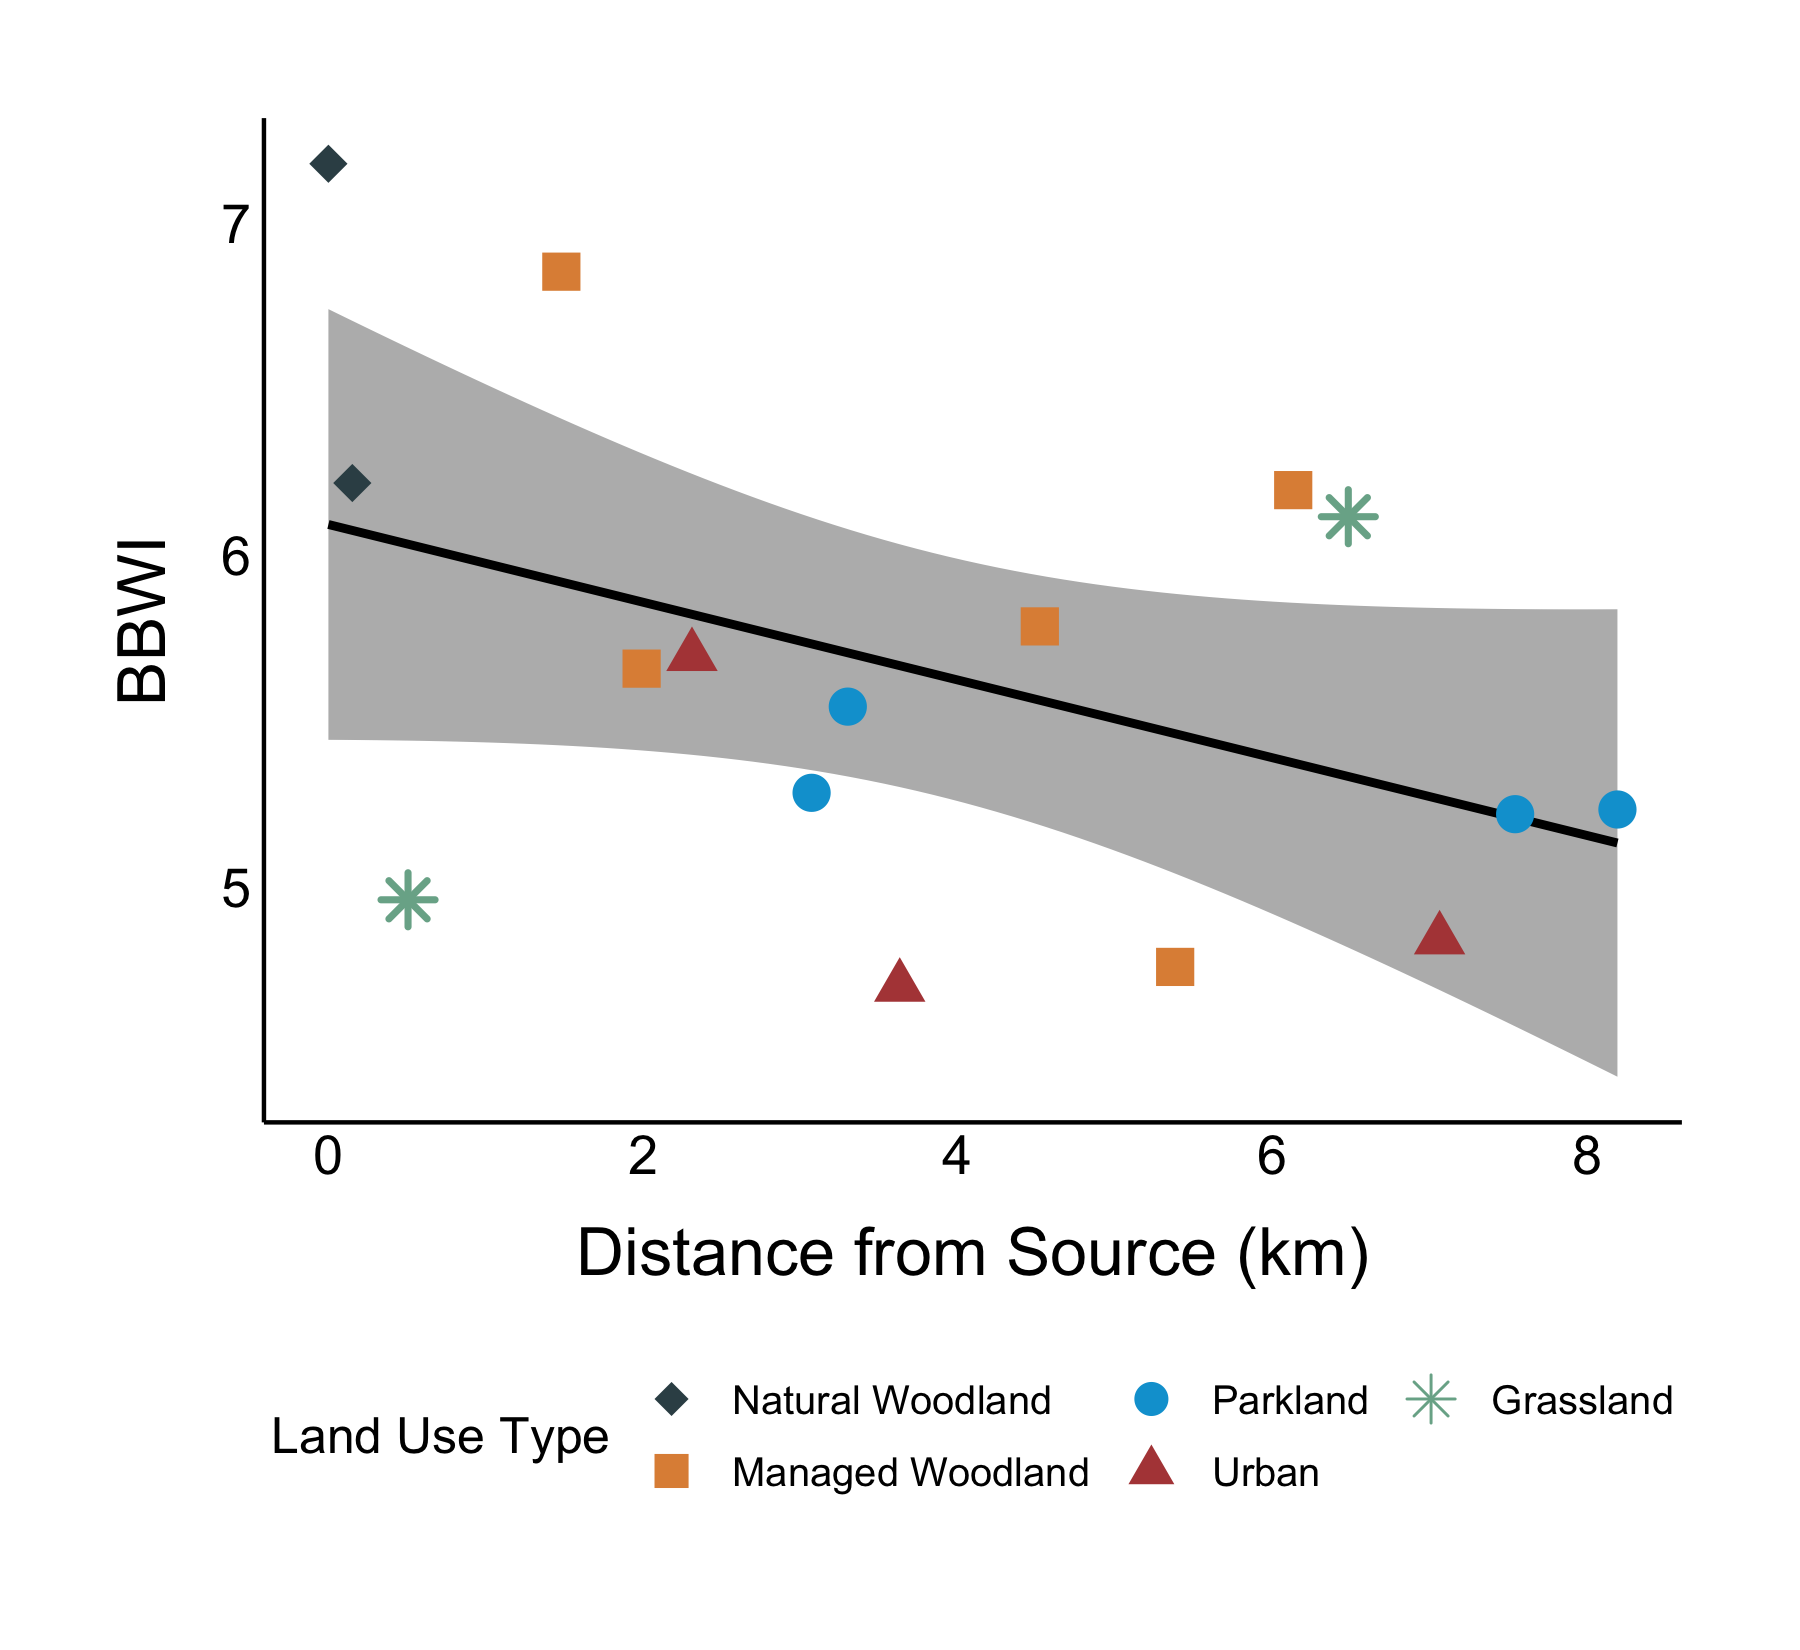 7
6
5
BBWI
0 2 4 6 8
Distance from Source (km)
Land Use Type
Natural Woodland Parkland Grassland
Managed Woodland Urban